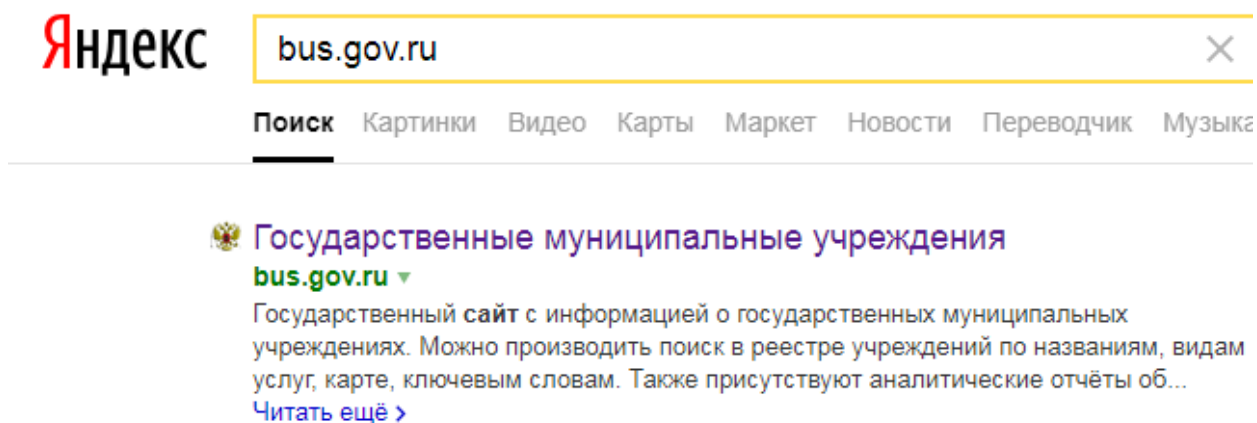 Яндекс
bus.gov.ru
Поиск Картинки Видео Карты Маркет Новости Переводчик Музыка
Государственные муниципальные учреждения
bus.gov.ru
Государственный сайт с информацией о государственных муниципальных
учреждениях. Можно производить поиск в реестре учреждений по названиям, видам
услуг, карте, ключевым словам. Также присутствуют аналитические отчёты об...
Читать ещё >